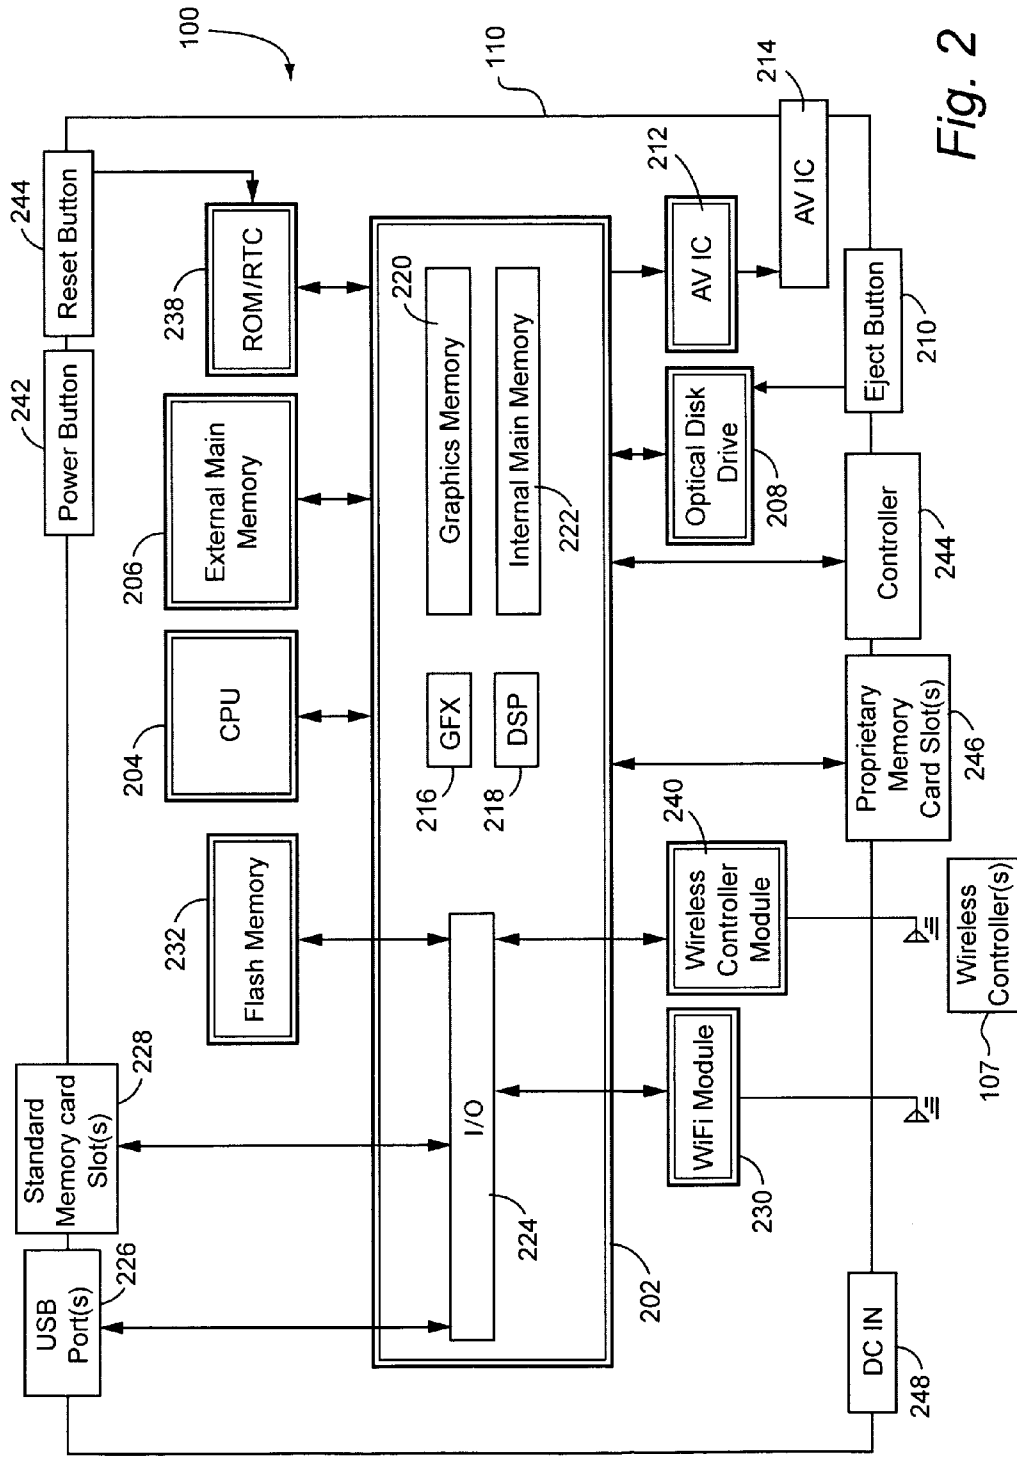 100
110
244
Reset Button
242
Power Button
228
Standard
Memory card
Slot(s)
226
USB
Port(s)
238
ROM/RTC
206
External Main
Memory
204
CPU
232
Flash Memory
220
Graphics Memory
Internal Main Memory
222
216
GFX
DSP
218
I/O
224
202
212
AV IC
214
AV IC
Optical Disk
Drive
208
Eject Button
210
Controller
244
Proprietary
Memory
Card Slot(s)
246
240
Wireless
Controller
Module
WiFi Module
230
Wireless
Controller(s)
107
DC IN
248
Fig. 2